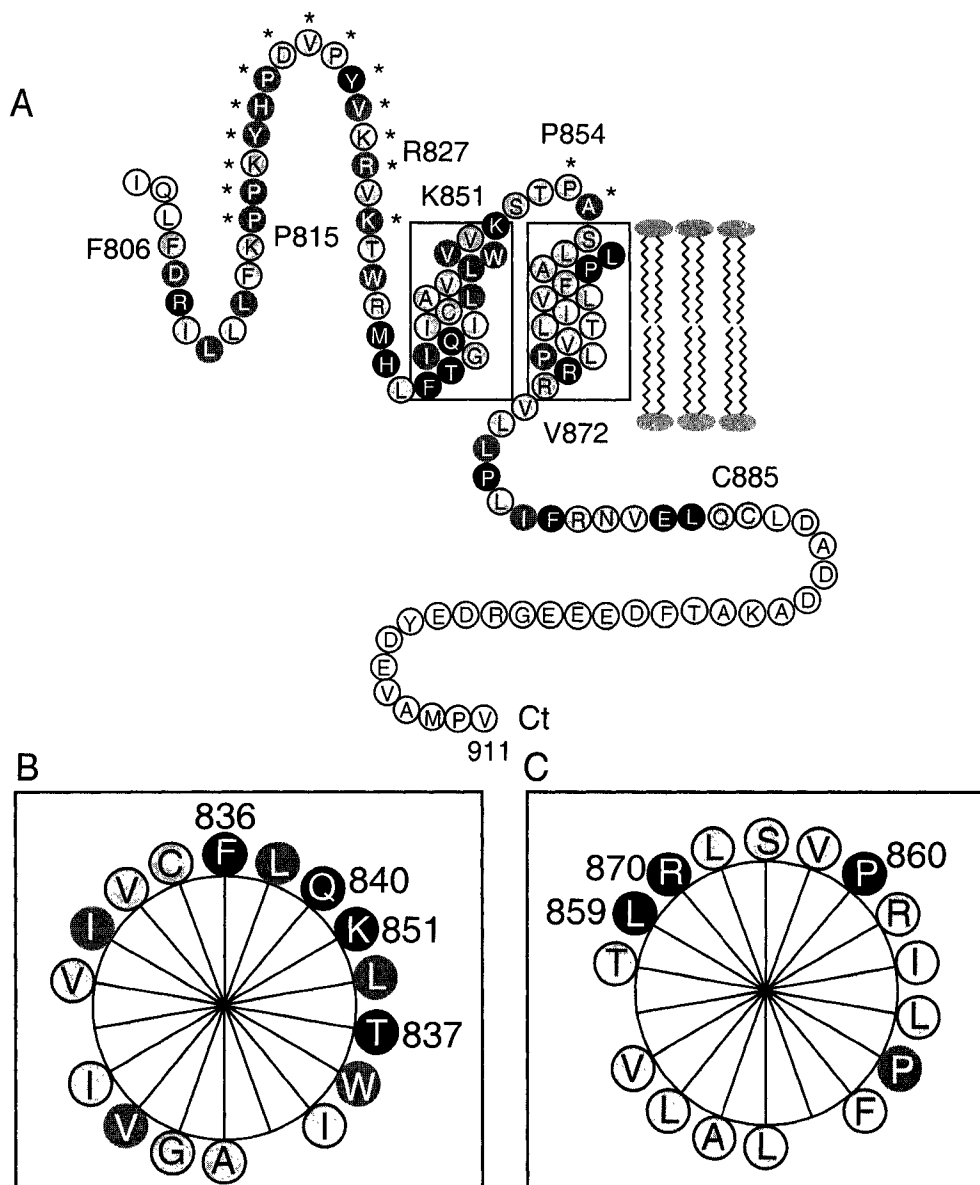 A
I Q L F D R I L L L F K P P K Y H P D V P Y V K R V K T W R M H L
F T G
I Q I
I C L
A V W
V L V K S T P A
S L A
L P F V
L I L
T V P
L R R
V L L P L I F R N V E L Q C L D A D D A K A T F D E E E G R D E Y D E V A M P V
* * * * * * * * * * * * * * * *
F806
P815
R827
K851
P854
V872
C885
Ct
911
B
836
F L Q K L T W I A G V I V I V C
840
851
837
C
S V P R I L P F L A L V T L R L
860
870
859